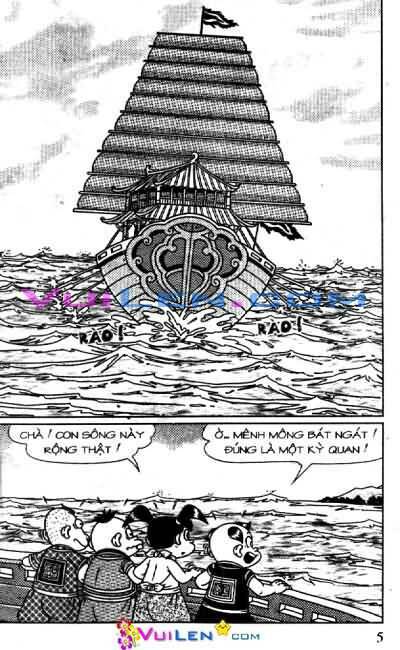 VUILEN.COM
RÀO!
RÀO!
CHÀ! CON SÔNG NÀY
RỘNG THẬT!
Ờ... MÊNH MÔNG BÁT NGÁT!
ĐÚNG LÀ MỘT KỲ QUAN!
5
VUILEN.COM